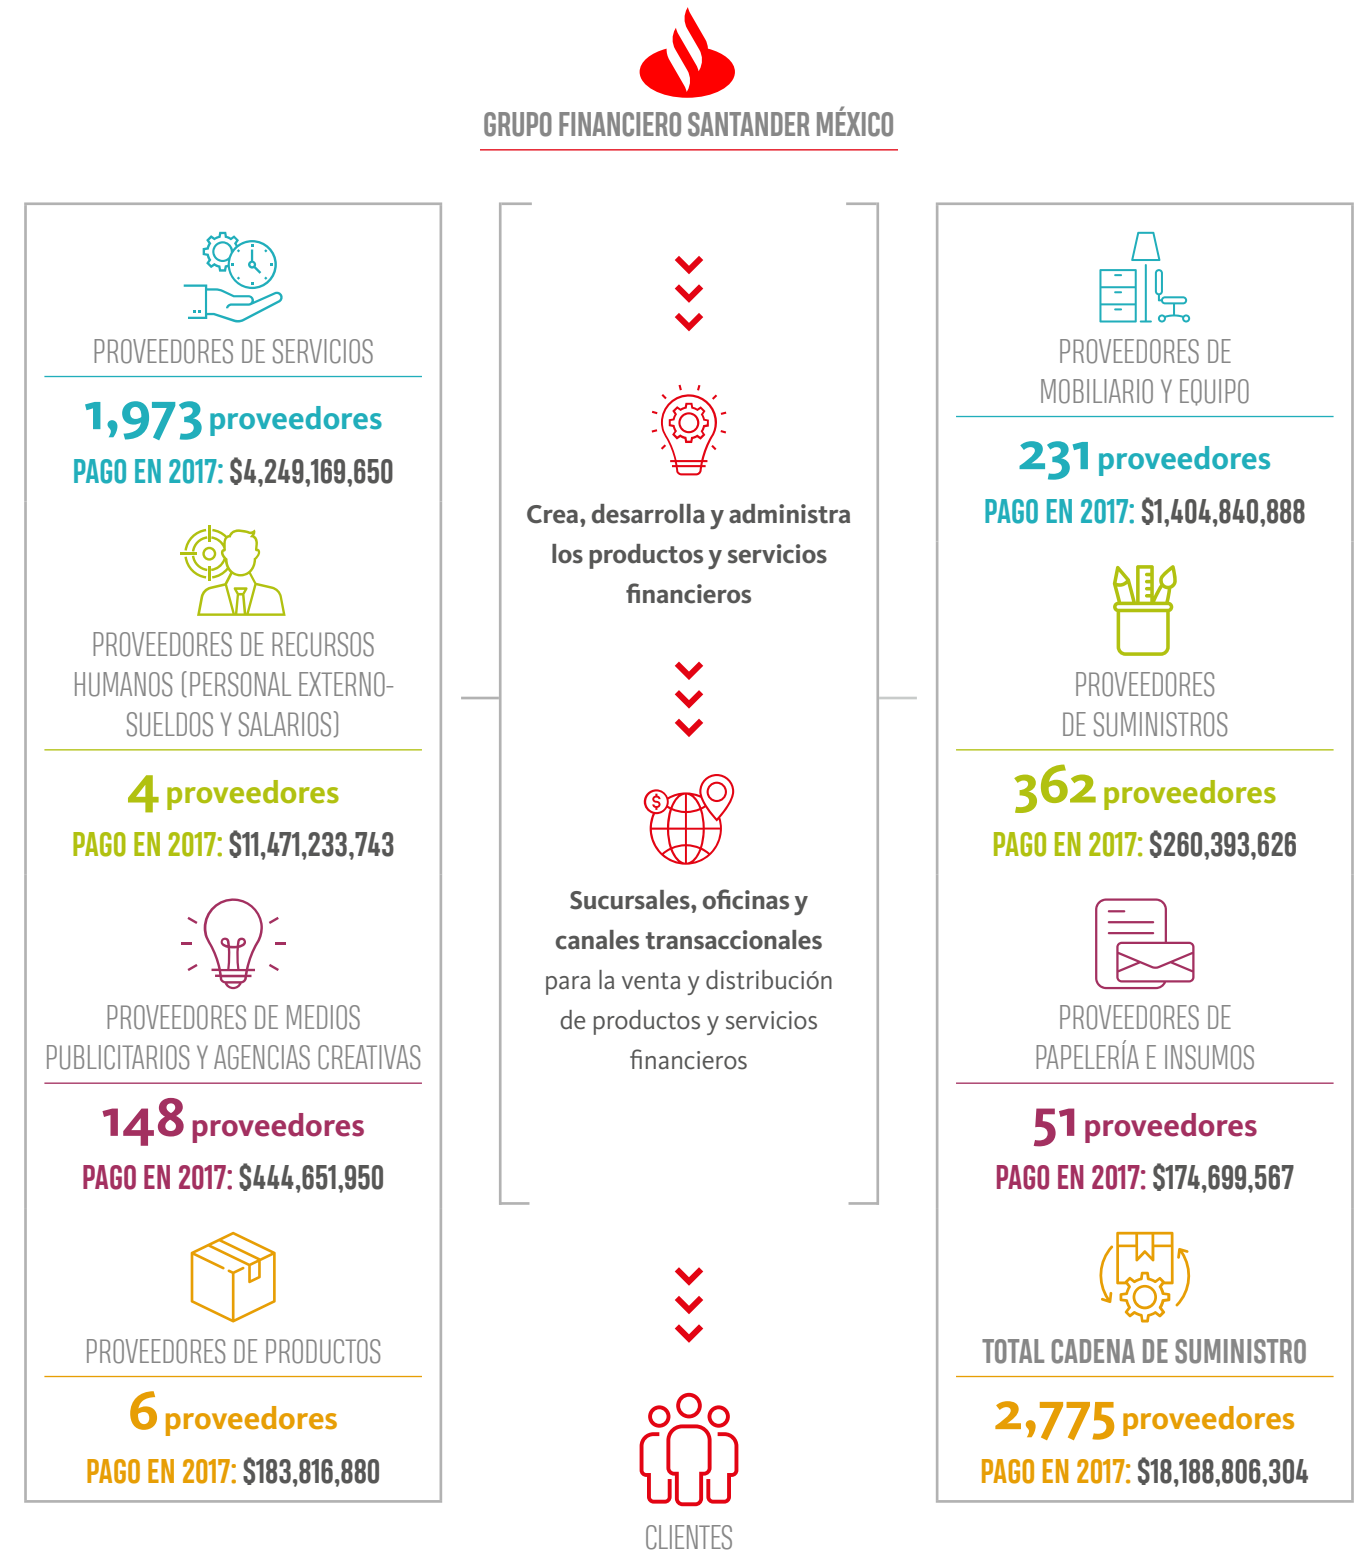 GRUPO FINANCIERO SANTANDER MÉXICO
PROVEEDORES DE SERVICIOS
1,973 proveedores
PAGO EN 2017: $4,249,169,650
PROVEEDORES DE RECURSOS
HUMANOS (PERSONAL EXTERNO-
SUELDOS Y SALARIOS)
4 proveedores
PAGO EN 2017: $11,471,233,743
PROVEEDORES DE MEDIOS
PUBLICITARIOS Y AGENCIAS CREATIVAS
148 proveedores
PAGO EN 2017: $444,651,950
PROVEEDORES DE PRODUCTOS
6 proveedores
PAGO EN 2017: $183,816,880
Crea, desarrolla y administra
los productos y servicios
financieros
$
Sucursales, oficinas y
canales transaccionales
para la venta y distribución
de productos y servicios
financieros
CLIENTES
PROVEEDORES DE
MOBILIARIO Y EQUIPO
231 proveedores
PAGO EN 2017: $1,404,840,888
PROVEEDORES
DE SUMINISTROS
362 proveedores
PAGO EN 2017: $260,393,626
PROVEEDORES DE
PAPELERÍA E INSUMOS
51 proveedores
PAGO EN 2017: $174,699,567
TOTAL CADENA DE SUMINISTRO
2,775 proveedores
PAGO EN 2017: $18,188,806,304